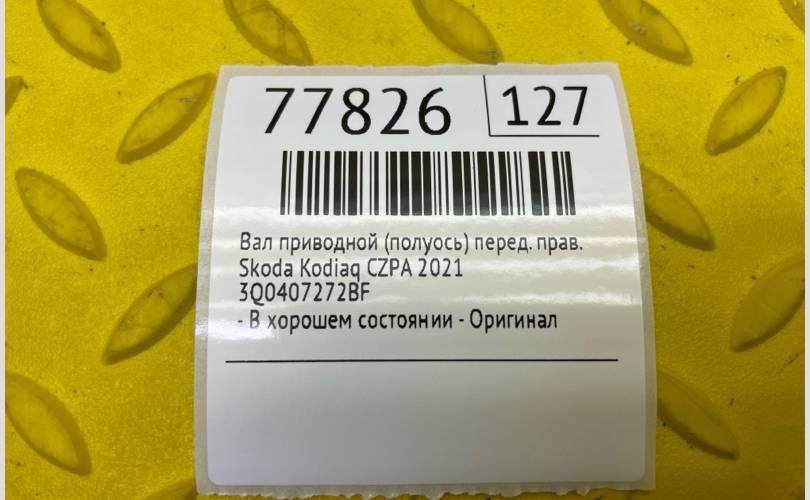 77826 127
Вал приводной (полуось) перед. прав.
Skoda Kodiaq CZPA 2021
3Q0407272BF
- В хорошем состоянии - Оригинал